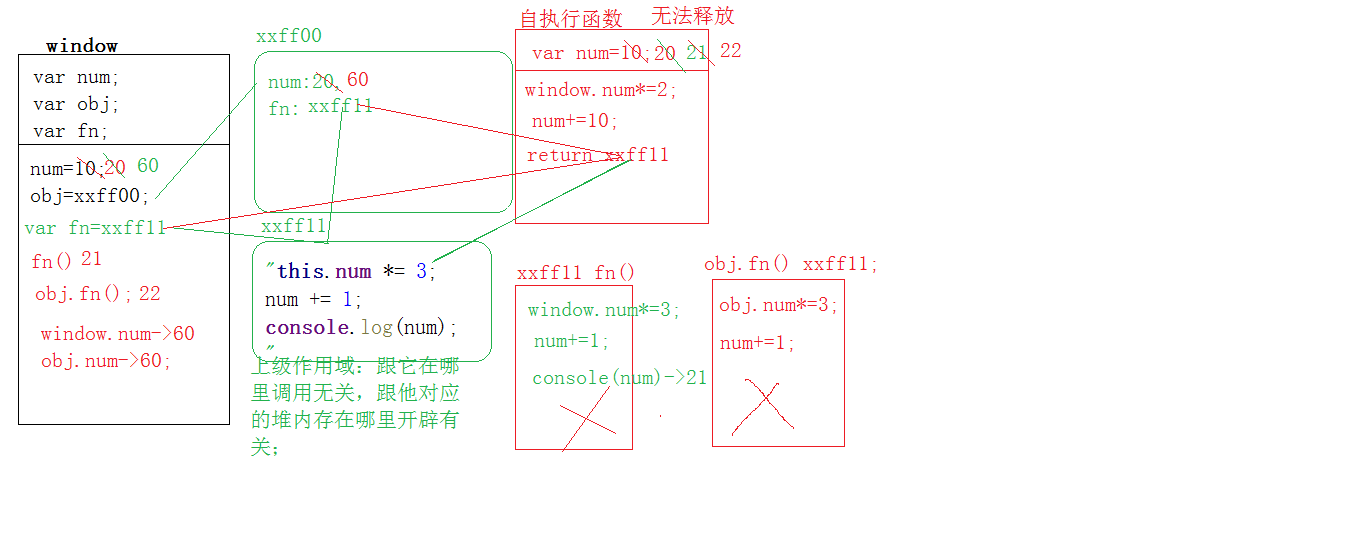 window
var num;
var obj;
var fn;
num=10;20 60
obj=xxff00;
var fn=xxff11
fn() 21
obj.fn(); 22
window.num->60
obj.num->60;
xxff00
num:20, 60
fn: xxff11
xxff11
"this.num *= 3;
num += 1;
console.log(num);
"
上级作用域：跟它在哪
里调用无关，跟他对应
的堆内存在哪里开辟有
关；
自执行函数 无法释放
var num=10;20 21 22
window.num*=2;
num+=10;
return xxff11
xxff11 fn()
window.num*=3;
num+=1;
console(num)->21
obj.fn() xxff11;
obj.num*=3;
num+=1;